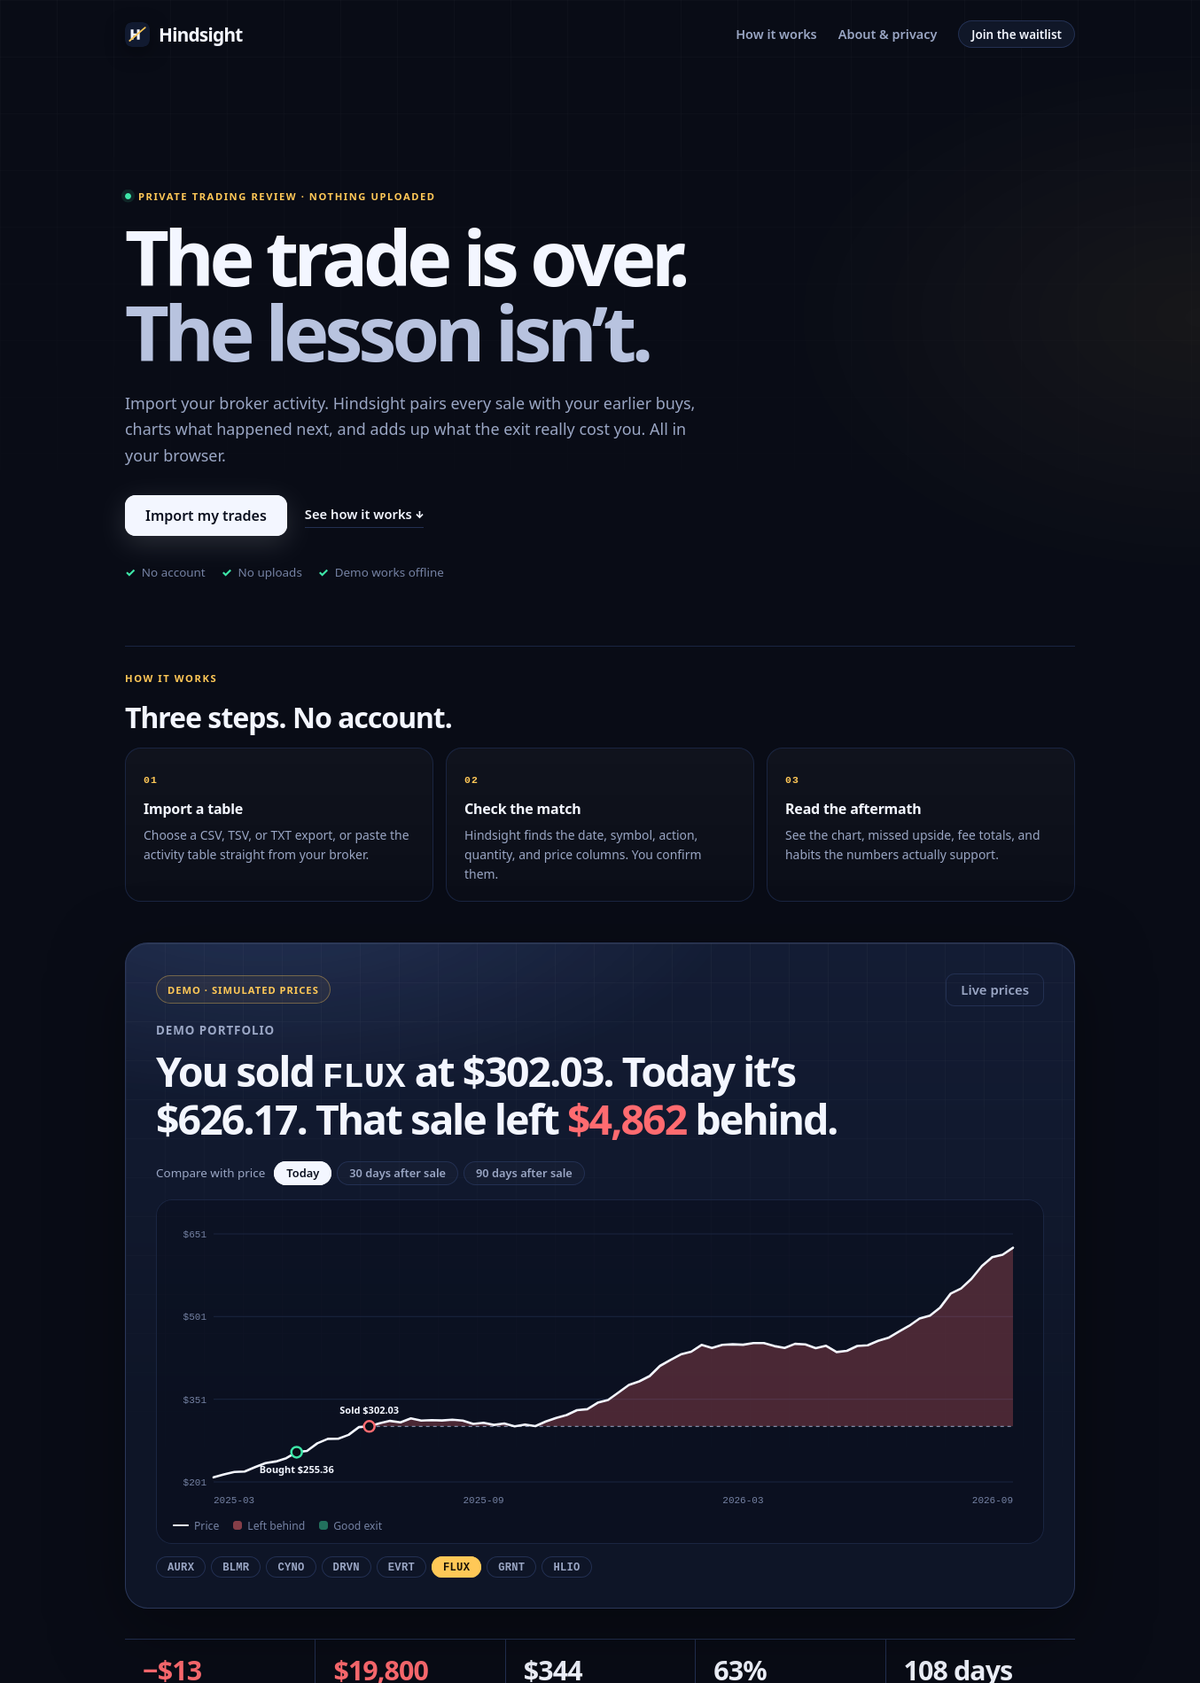 Hindsight
How it works
About & privacy
Join the waitlist
PRIVATE TRADING REVIEW · NOTHING UPLOADED
The trade is over.
The lesson isn’t.
Import your broker activity. Hindsight pairs every sale with your earlier buys,
charts what happened next, and adds up what the exit really cost you. All in
your browser.
Import my trades
See how it works ↓
✓ No account
✓ No uploads
✓ Demo works offline
HOW IT WORKS
Three steps. No account.
01
Import a table
Choose a CSV, TSV, or TXT export, or paste the
activity table straight from your broker.
02
Check the match
Hindsight finds the date, symbol, action,
quantity, and price columns. You confirm
them.
03
Read the aftermath
See the chart, missed upside, fee totals, and
habits the numbers actually support.
DEMO · SIMULATED PRICES
Live prices
DEMO PORTFOLIO
You sold FLUX at $302.03. Today it’s
$626.17. That sale left $4,862 behind.
Compare with price
Today
30 days after sale
90 days after sale
$651
$501
$351
$201
Sold $302.03
Bought $255.36
2025-03
2025-09
2026-03
2026-09
Price
Left behind
Good exit
AURX
BLMR
CYNO
DRVN
EVRT
FLUX
GRNT
HLIO
−$13
$19,800
$344
63%
108 days